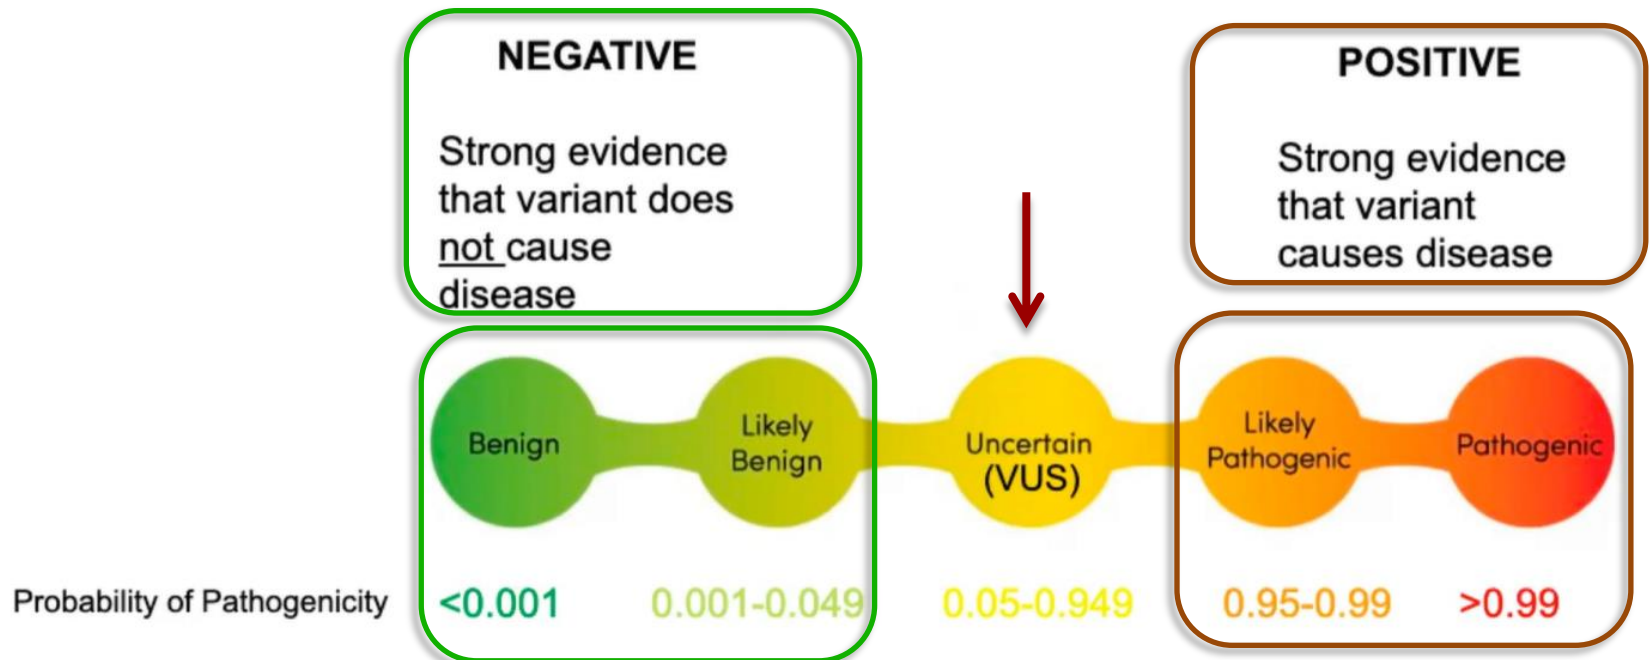 NEGATIVE
Strong evidence
that variant does
not cause
disease
POSITIVE
Strong evidence
that variant
causes disease
Benign
Likely
Benign
Uncertain
(VUS)
Likely
Pathogenic
Pathogenic
Probability of Pathogenicity <0.001 0.001-0.049 0.05-0.949 0.95-0.99 >0.99